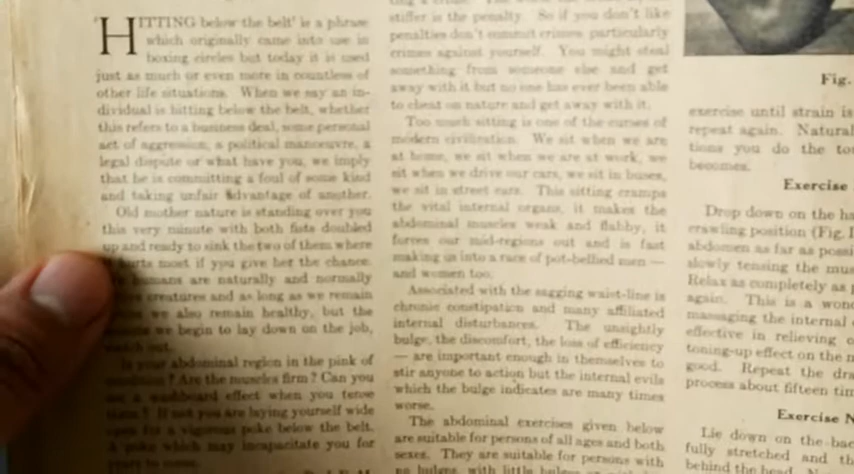 'HITTING below the belt' is a phrase
which originally came into use in
boxing circles but today it is used
just as much or even more in countless of
other life situations. When we say an in-
dividual is hitting below the belt, whether
this refers to a business deal, some personal
act of aggression, a political manoeuvre, a
legal dispute or what have you, we imply
that he is committing a foul of some kind
and taking unfair advantage of another.
Old mother nature is standing over you
this very minute with both fists doubled
up and ready to sink the two of them where
hurts most if you give her the chance.
humans are naturally and normally
creatures and as long as we remain
we also remain healthy, but the
we begin to lay down on the job,
out.
Is your abdominal region in the pink of
condition? Are the muscles firm? Can you
a washboard effect when you tense
If not you are laying yourself wide
open for a vigorous poke below the belt.
A poke which may incapacitate you for
years to come.
stiffer is the penalty. So if you don't like
penalties don't commit crimes particularly
crimes against yourself. You might steal
something from someone else and get
away with it but no one has ever been able
to cheat on nature and get away with it.
Too much sitting is one of the curses of
modern civilization. We sit when we are
at home, we sit when we are at work, we
sit when we drive our cars, we sit in buses,
we sit in street cars. This sitting cramps
the vital internal organs, it makes the
abdominal muscles weak and flabby, it
forces our mid-regions out and is fast
making us into a race of pot-bellied men —
and women too.
Associated with the sagging waist-line is
chronic constipation and many affiliated
internal disturbances. The unsightly
bulge, the discomfort, the loss of efficiency
— are important enough in themselves to
stir anyone to action but the internal evils
which the bulge indicates are many times
worse.
The abdominal exercises given below
are suitable for persons of all ages and both
sexes. They are suitable for persons with
no bulges, with little bulges
Fig.
exercise until strain is
repeat again. Natural
tions you do the
becomes.
Exercise
Drop down on the
crawling position (Fig.
abdomen as far as
slowly tensing the
Relax as completely as
again. This is a
massaging the internal
effective in relieving
toning-up effect on the
good. Repeat the
process about fifteen
Exercise
Lie down on the
fully stretched and
behind the